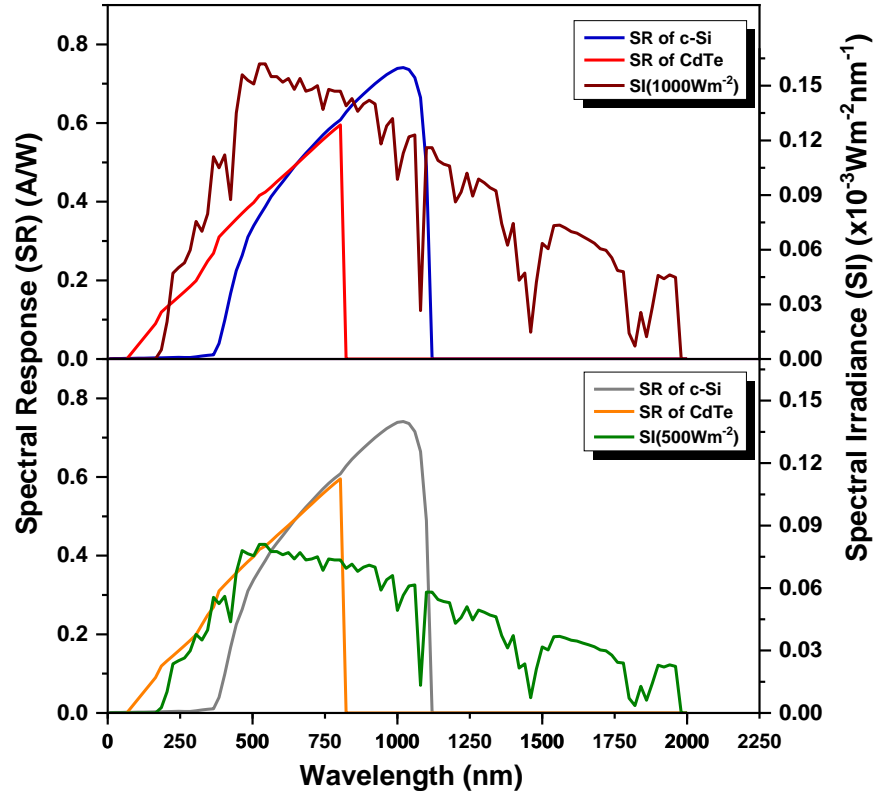 Spectral Response (SR) (A/W)
Spectral Irradiance (SI) (x10⁻³Wm⁻²nm⁻¹)
0.8
0.6
0.4
0.2
0.0
0.15
0.12
0.09
0.06
0.03
0.00
SR of c-Si
SR of CdTe
SI(1000Wm⁻²)
0.8
0.6
0.4
0.2
0.0
0.15
0.12
0.09
0.06
0.03
0.00
SR of c-Si
SR of CdTe
SI(500Wm⁻²)
0 250 500 750 1000 1250 1500 1750 2000 2250
Wavelength (nm)